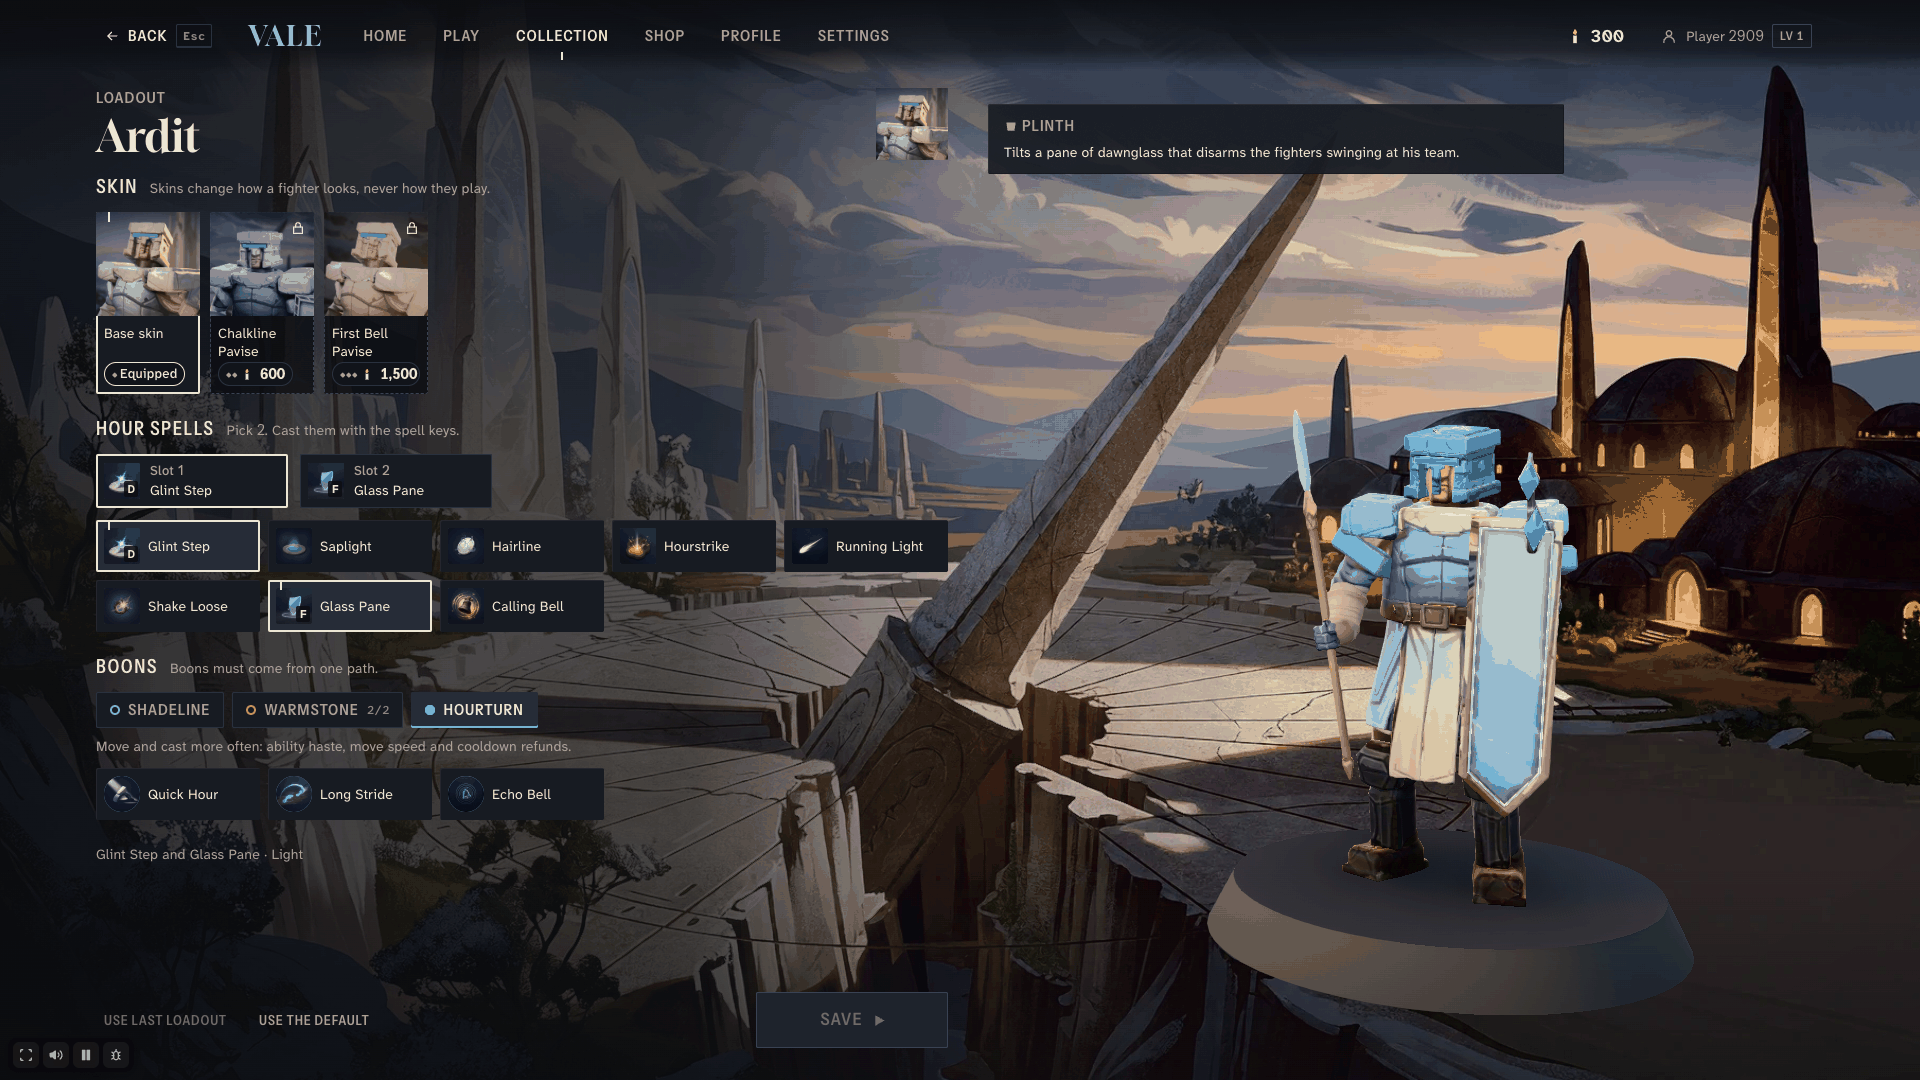 BACK Esc VALE HOME PLAY COLLECTION SHOP PROFILE SETTINGS 300 Player 2909 LV 1
LOADOUT
Ardit
PLINTH
Tilts a pane of dawnglass that disarms the fighters swinging at his team.
SKIN Skins change how a fighter looks, never how they play.
Base skin
Equipped
Chalkline
Pavise
600
First Bell
Pavise
1,500
HOUR SPELLS Pick 2. Cast them with the spell keys.
D Slot 1
Glint Step
F Slot 2
Glass Pane
D Glint Step Saplight Hairline Hourstrike Running Light
Shake Loose F Glass Pane Calling Bell
BOONS Boons must come from one path.
SHADELINE WARMSTONE 2/2 HOURTURN
Move and cast more often: ability haste, move speed and cooldown refunds.
Quick Hour Long Stride Echo Bell
Glint Step and Glass Pane · Light
USE LAST LOADOUT USE THE DEFAULT SAVE